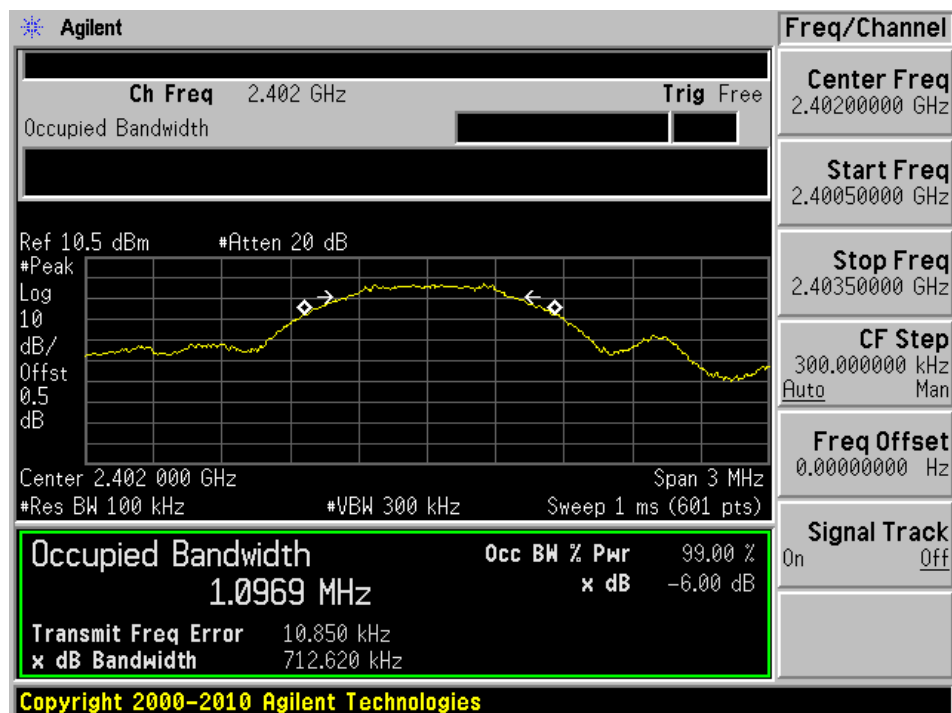 Agilent
Freq/Channel
Ch Freq 2.402 GHz Trig Free
Occupied Bandwidth
Center Freq
2.40200000 GHz
Start Freq
2.40050000 GHz
Stop Freq
2.40350000 GHz
CF Step
300.000000 kHz
Auto Man
Freq Offset
0.00000000 Hz
Signal Track
On Off
Ref 10.5 dBm #Atten 20 dB
#Peak
Log
10
dB/
Offst
0.5
dB
Center 2.402 000 GHz Span 3 MHz
#Res BW 100 kHz #VBW 300 kHz Sweep 1 ms (601 pts)
Occupied Bandwidth Occ BW % Pwr 99.00 %
1.0969 MHz x dB -6.00 dB
Transmit Freq Error 10.850 kHz
x dB Bandwidth 712.620 kHz
Copyright 2000-2010 Agilent Technologies